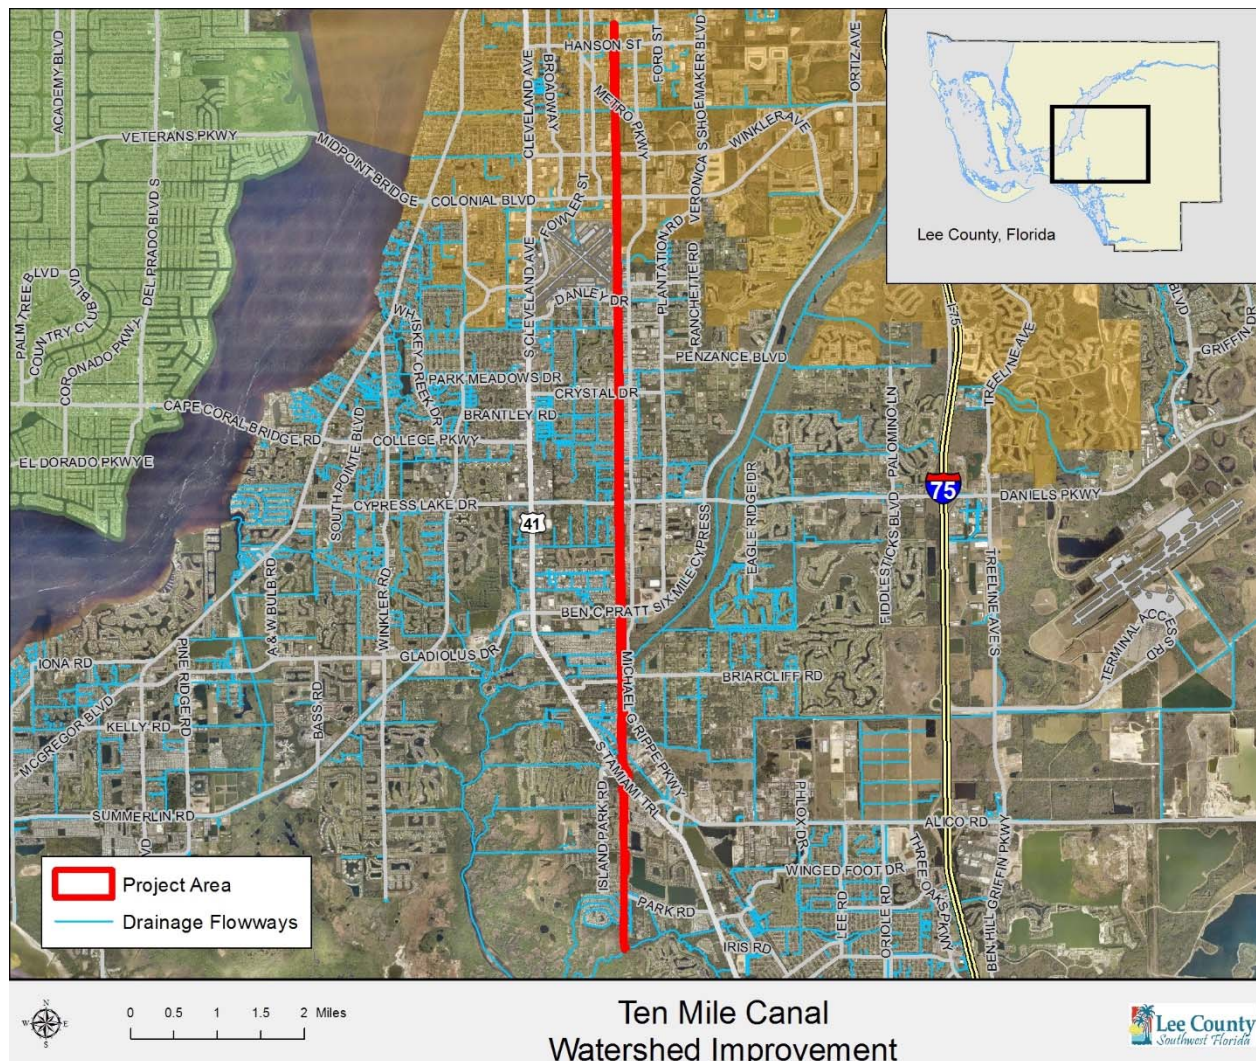 HANSON ST
FORD ST
ACADEMY BLVD
CLEVELAND AVE
BROADWAY
METRO PKWY
VERONICA S SHOEMAKER BLVD
ORTIZ AVE
VETERANS PKWY
MIDPOINT BRIDGE
WINKLER AVE
DEL PRADO BLVD S
COLONIAL BLVD
FOWLER ST
Lee County, Florida
PALM TREE BLVD
COUNTRY CLUB BLVD
CORONADO PKWY
S CLEVELAND AVE
DANLEY DR
PLANTATION RD
RANCHETTE RD
I-75
TREELINE AVE
BLVD
GRIFFIN DR
WHISKEY CREEK DR
PENZANCE BLVD
PARK MEADOWS DR
CRYSTAL DR
CAPE CORAL BRIDGE RD
BRANTLEY RD
COLLEGE PKWY
PALOMINO LN
EL DORADO PKWY E
SOUTH POINTE BLVD
CYPRESS LAKE DR
41
SIX MILE CYPRESS
EAGLE RIDGE DR
FIDDLESTICKS BLVD
75
DANIELS PKWY
A & W BULB RD
WINKLER RD
BEN C PRATT
TREELINE AVE S
TERMINAL ACCESS RD
IONA RD
PINE RIDGE RD
GLADIOLUS DR
MICHAEL G RIPPE PKWY
BRIARCLIFF RD
MCGREGOR BLVD
KELLY RD
BASS RD
S TAMIAMI TRL
SUMMERLIN RD
ISLAND PARK RD
PHLOX DR
ALICO RD
VD
WINGED FOOT DR
THREE OAKS PKWY
BEN HILL GRIFFIN PKWY
PARK RD
LEE RD
ORIOLE RD
IRIS RD
Project Area
Drainage Flowways
N
W E
S
0 0.5 1 2 Miles
Ten Mile Canal
Watershed Improvement
Lee County
Southwest Florida